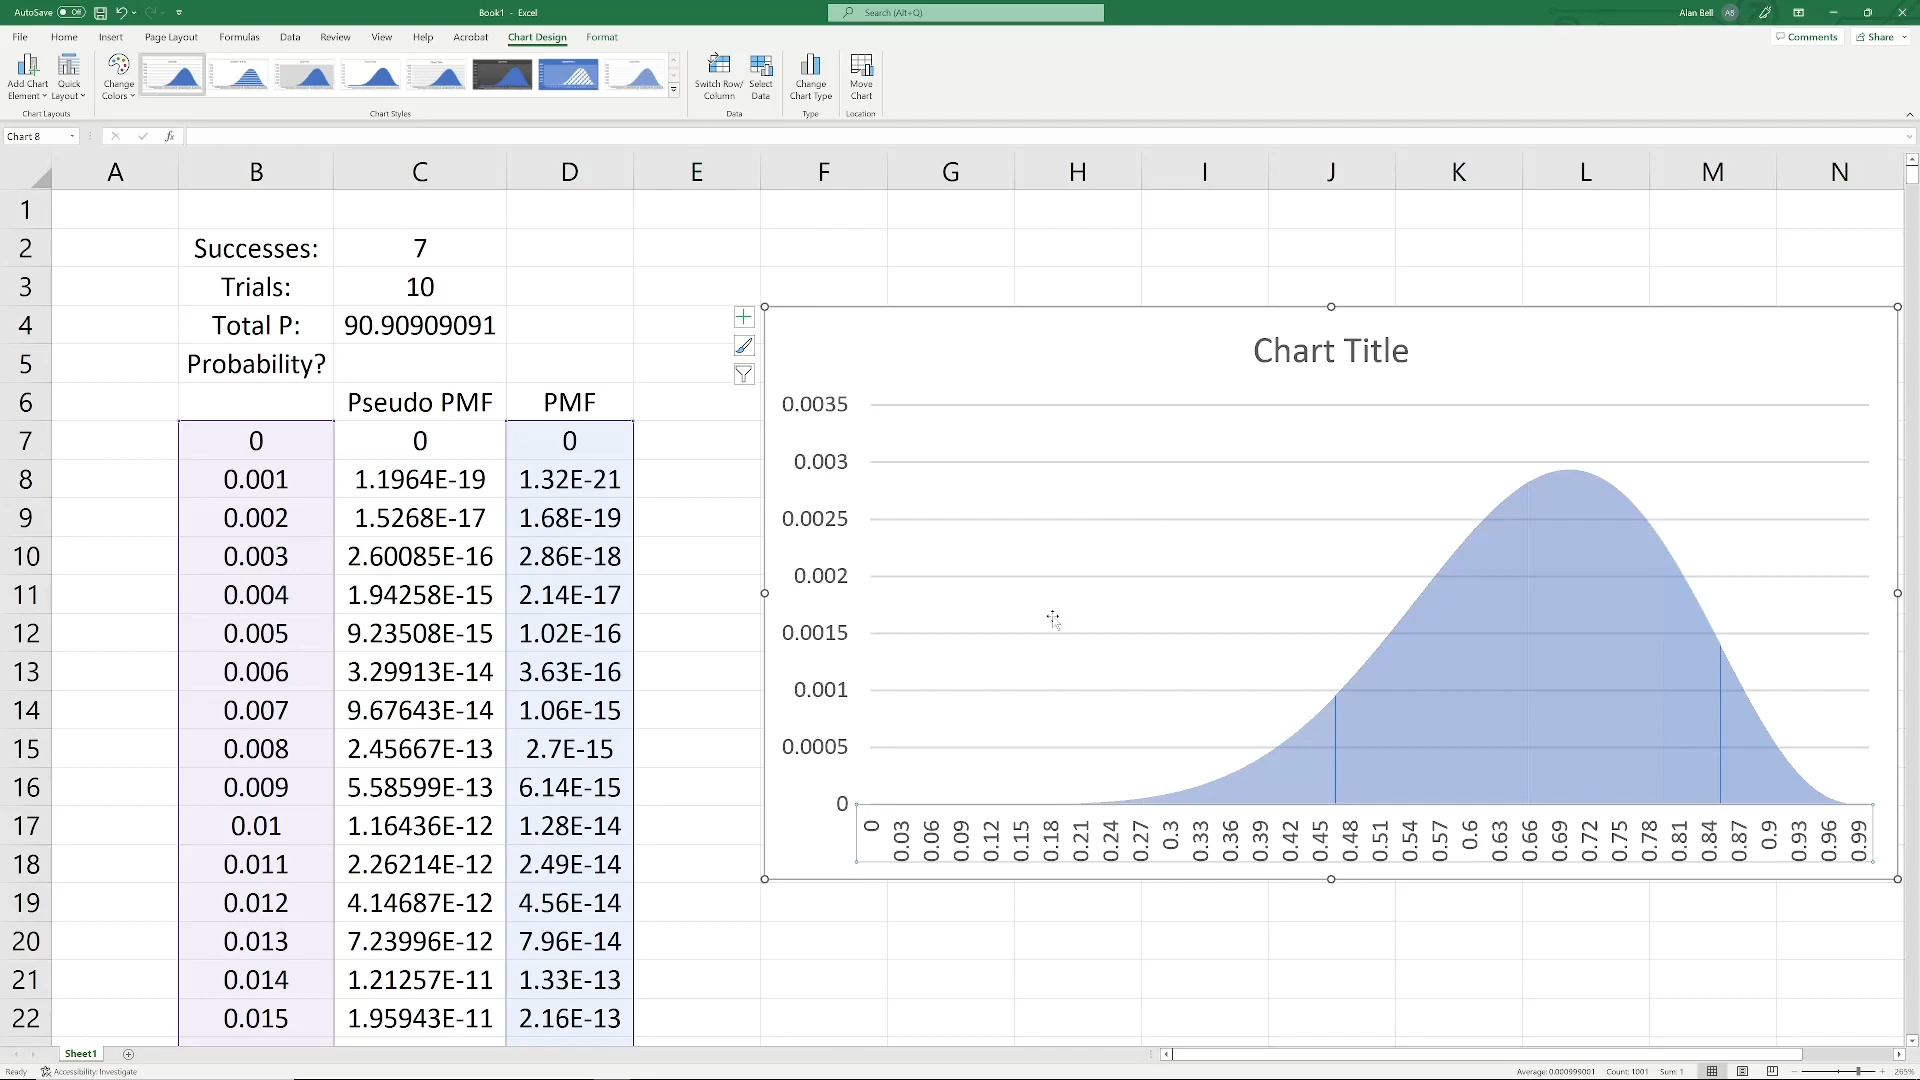 AutoSave Off
Book1 - Excel
Search (Alt+Q)
Alan Bell AB
File Home Insert Page Layout Formulas Data Review View Help Acrobat Chart Design Format
Comments Share
Add Chart Element
Quick Layout
Change Colors
Switch Row/ Column
Select Data
Change Chart Type
Move Chart
Chart Layouts Chart Styles Data Type Location
Chart 8 fx
A B C D E F G H I J K L M N
1
2 Successes: 7
3 Trials: 10
4 Total P: 90.90909091
5 Probability?
6 Pseudo PMF PMF
7 0 0 0
8 0.001 1.1964E-19 1.32E-21
9 0.002 1.5268E-17 1.68E-19
10 0.003 2.60085E-16 2.86E-18
11 0.004 1.94258E-15 2.14E-17
12 0.005 9.23508E-15 1.02E-16
13 0.006 3.29913E-14 3.63E-16
14 0.007 9.67643E-14 1.06E-15
15 0.008 2.45667E-13 2.7E-15
16 0.009 5.58599E-13 6.14E-15
17 0.01 1.16436E-12 1.28E-14
18 0.011 2.26214E-12 2.49E-14
19 0.012 4.14687E-12 4.56E-14
20 0.013 7.23996E-12 7.96E-14
21 0.014 1.21257E-11 1.33E-13
22 0.015 1.95943E-11 2.16E-13
Chart Title
0.0035
0.003
0.0025
0.002
0.0015
0.001
0.0005
0
0 0.03 0.06 0.09 0.12 0.15 0.18 0.21 0.24 0.27 0.3 0.33 0.36 0.39 0.42 0.45 0.48 0.51 0.54 0.57 0.6 0.63 0.66 0.69 0.72 0.75 0.78 0.81 0.84 0.87 0.9 0.93 0.96 0.99
Sheet1
Ready Accessibility: Investigate
Average: 0.000999001 Count: 1001 Sum: 1 265%